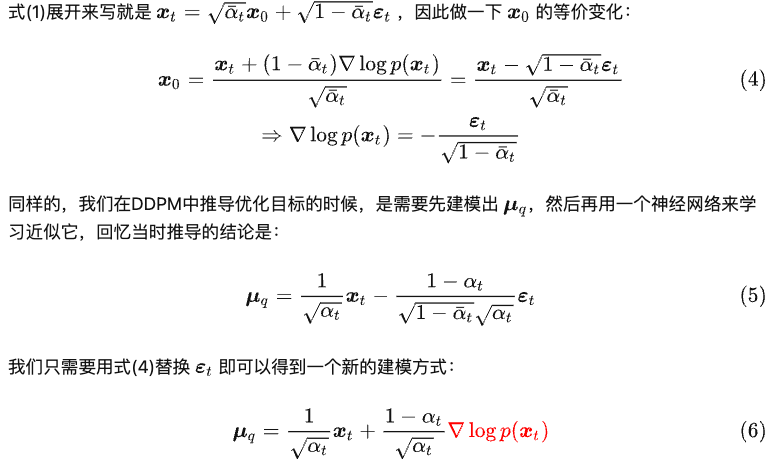 式(1)展开来写就是 $\boldsymbol{x}_t = \sqrt{\bar{\alpha}_t}\boldsymbol{x}_0 + \sqrt{1-\bar{\alpha}_t}\boldsymbol{\varepsilon}_t$ ，因此做一下 $\boldsymbol{x}_0$ 的等价变化：
$\boldsymbol{x}_0 = \frac{\boldsymbol{x}_t + (1-\bar{\alpha}_t)\nabla \log p(\boldsymbol{x}_t)}{\sqrt{\bar{\alpha}_t}} = \frac{\boldsymbol{x}_t - \sqrt{1-\bar{\alpha}_t}\boldsymbol{\varepsilon}_t}{\sqrt{\bar{\alpha}_t}}$ (4)
$\Rightarrow \nabla \log p(\boldsymbol{x}_t) = -\frac{\boldsymbol{\varepsilon}_t}{\sqrt{1-\bar{\alpha}_t}}$
同样的，我们在DDPM中推导优化目标的时候，是需要先建模出 $\boldsymbol{\mu}_q$，然后再用一个神经网络来学
习近似它，回忆当时推导的结论是：
$\boldsymbol{\mu}_q = \frac{1}{\sqrt{\alpha_t}}\boldsymbol{x}_t - \frac{1-\alpha_t}{\sqrt{1-\bar{\alpha}_t}\sqrt{\alpha_t}}\boldsymbol{\varepsilon}_t$ (5)
我们只需要用式(4)替换 $\boldsymbol{\varepsilon}_t$ 即可以得到一个新的建模方式：
$\boldsymbol{\mu}_q = \frac{1}{\sqrt{\alpha_t}}\boldsymbol{x}_t + \frac{1-\alpha_t}{\sqrt{\alpha_t}}\nabla \log p(\boldsymbol{x}_t)$ (6)